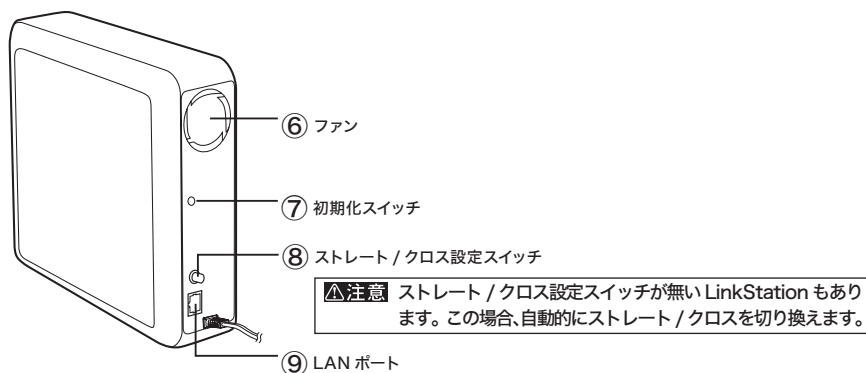 ⑥ ファン
⑦ 初期化スイッチ
⑧ ストレート / クロス設定スイッチ
⚠注意 ストレート / クロス設定スイッチが無い LinkStation もあり
ます。この場合、自動的にストレート / クロスを切り換えます。
⑨ LAN ポート